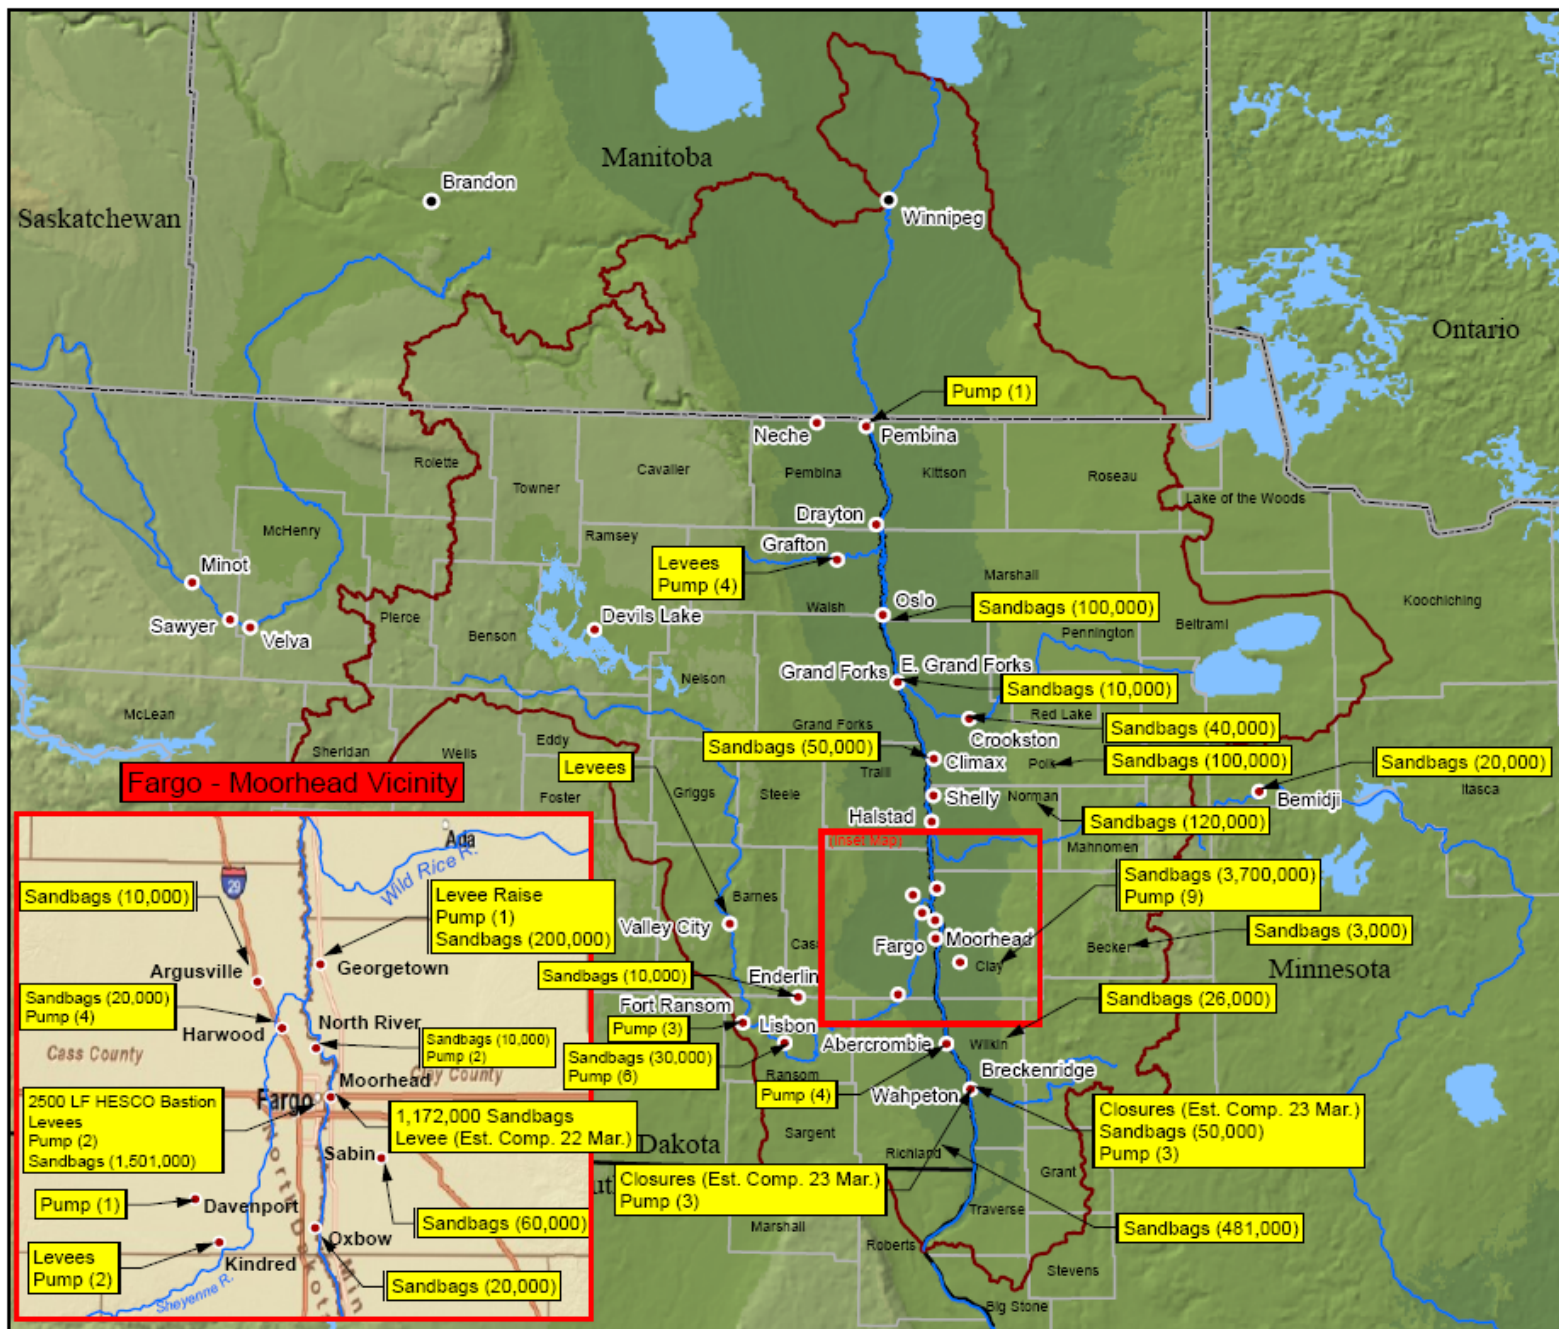 Manitoba
Brandon
Saskatchewan
Winnipeg
Ontario
Pump (1)
Neche
Pembina
Rolette
Cavalier
Pembina
Kittson
Roseau
Towner
Lake of the Woods
McHenry
Drayton
Ramsey
Grafton
Minot
Levees
Pump (4)
Marshall
Koochiching
Oslo
Walsh
Sandbags (100,000)
Pierce
Devils Lake
Sawyer
Velva
Benson
Pennington
Beltrami
E. Grand Forks
Grand Forks
Nelson
Sandbags (10,000)
McLean
Red Lake
Sandbags (40,000)
Grand Forks
Crookston
Sheridan
Wells
Eddy
Sandbags (50,000)
Levees
Climax
Polk
Sandbags (100,000)
Sandbags (20,000)
Traill
Fargo - Moorhead Vicinity
Foster
Griggs
Steele
Shelly
Norman
Bemidji
Itasca
Halstad
Sandbags (120,000)
(Inset Map)
Mahnomen
Ada
Wild Rice R.
29
Sandbags (10,000)
Levee Raise
Pump (1)
Sandbags (200,000)
Barnes
Sandbags (3,700,000)
Pump (9)
Valley City
Cass
Fargo
Moorhead
Becker
Sandbags (3,000)
Argusville
Georgetown
Clay
Minnesota
Sandbags (10,000)
Enderlin
Sandbags (20,000)
Pump (4)
Fort Ransom
Sandbags (26,000)
Harwood
North River
Pump (3)
Lisbon
Sandbags (10,000)
Pump (2)
Abercrombie
Wilkin
Cass County
Clay County
Sandbags (30,000)
Pump (6)
Ransom
Moorhead
Breckenridge
Fargo
Pump (4)
Wahpeton
2500 LF HESCO Bastion
Levees
Pump (2)
Sandbags (1,501,000)
1,172,000 Sandbags
Levee (Est. Comp. 22 Mar.)
Closures (Est. Comp. 23 Mar.)
Sandbags (50,000)
Pump (3)
Sargent
Dakota
Sabin
Richland
Grant
Closures (Est. Comp. 23 Mar.)
Pump (3)
Pump (1)
Davenport
Sandbags (60,000)
Marshall
Traverse
Sandbags (481,000)
Oxbow
Levees
Pump (2)
Kindred
Roberts
Stevens
Sandbags (20,000)
Sheyenne R.
North Dakota
Big Stone